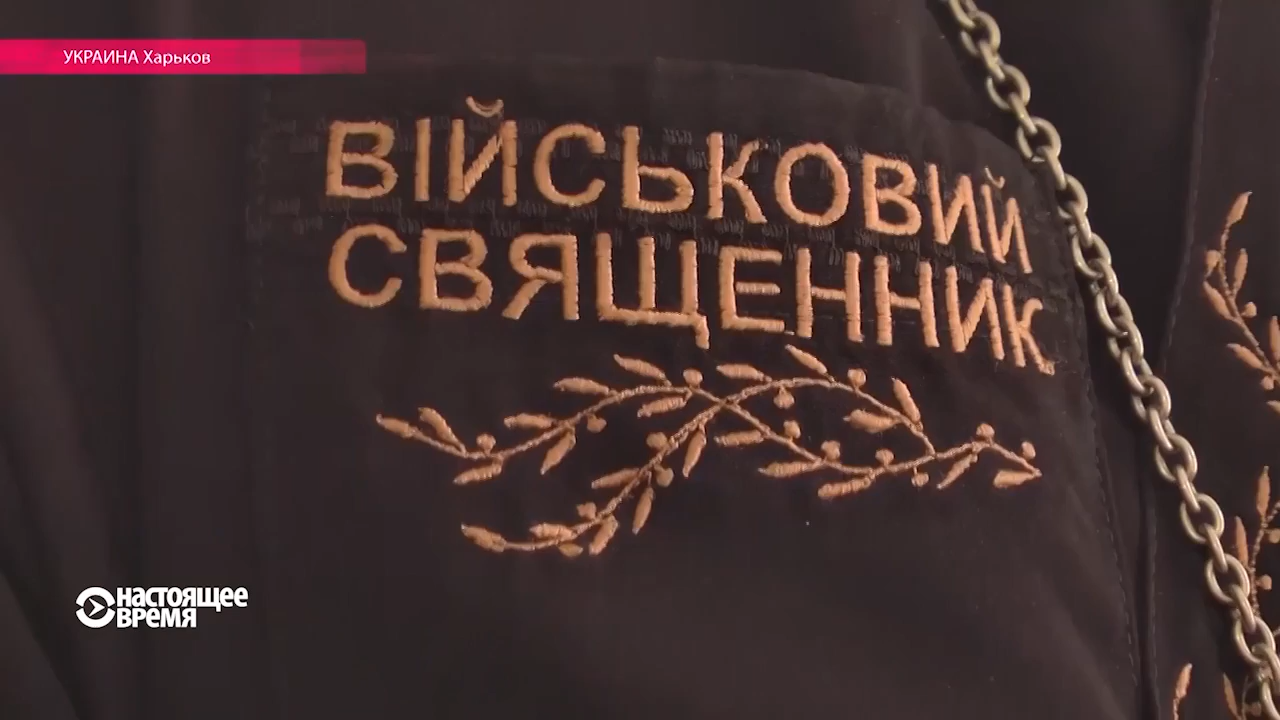 УКРАИНА Харьков
ВІЙСЬКОВИЙ
СВЯЩЕННИК
НАСТОЯЩЕЕ
ВРЕМЯ